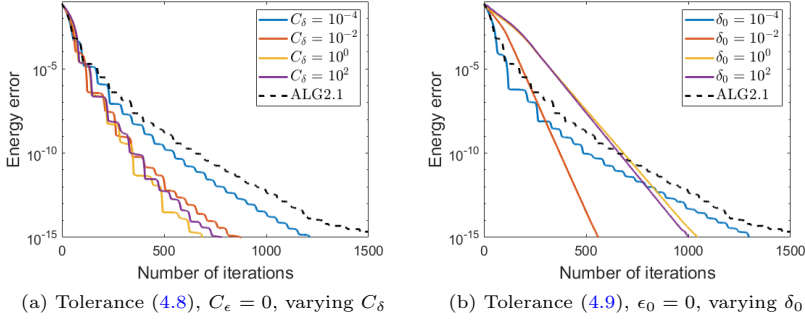 C_δ = 10^{-4}
C_δ = 10^{-2}
C_δ = 10^{0}
C_δ = 10^{2}
ALG2.1
10^{-5}
10^{-10}
10^{-15}
Energy error
0
500
1000
1500
Number of iterations
(a) Tolerance (4.8), C_ϵ = 0, varying C_δ
δ_0 = 10^{-4}
δ_0 = 10^{-2}
δ_0 = 10^{0}
δ_0 = 10^{2}
ALG2.1
10^{-5}
10^{-10}
10^{-15}
Energy error
0
500
1000
1500
Number of iterations
(b) Tolerance (4.9), ϵ_0 = 0, varying δ_0